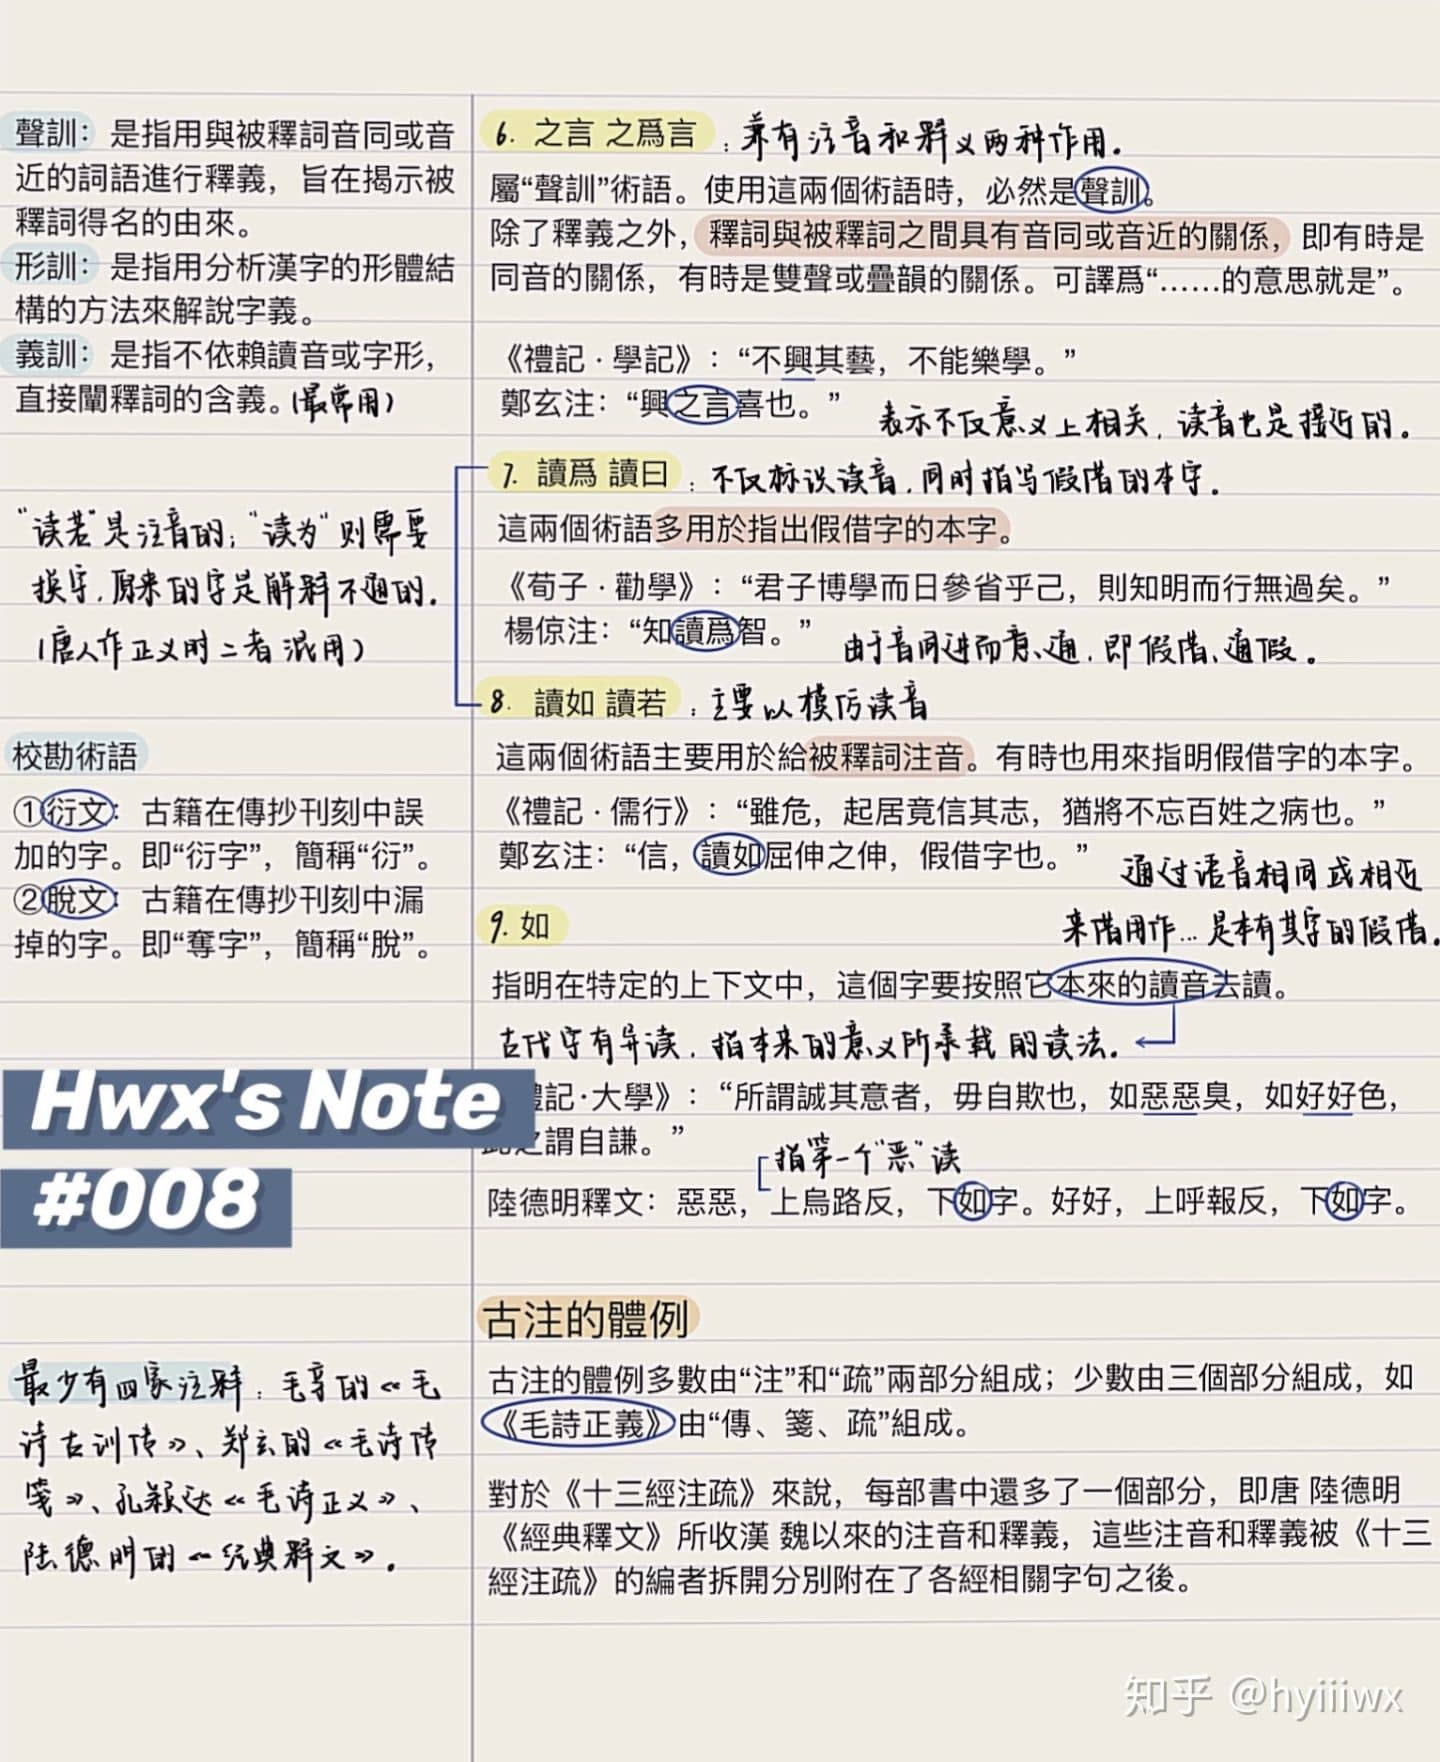 聲訓：是指用與被釋詞音同或音
近的詞語進行釋義，旨在揭示被
釋詞得名的由來。
形訓：是指用分析漢字的形體結
構的方法來解說字義。
義訓：是指不依賴讀音或字形，
直接闡釋詞的含義。(最常用)
“读若”是注音的；“读为”则需要
换字，原来的字是解释不通的.
(唐人作正义时二者混用)
校勘術語
①衍文：古籍在傳抄刊刻中誤
加的字。即“衍字”，簡稱“衍”。
②脫文：古籍在傳抄刊刻中漏
掉的字。即“奪字”，簡稱“脫”。
Hwx's Note
#008
最少有四家注释：毛亨的《毛
诗古训传》、郑玄的《毛诗传
笺》、孔颖达《毛诗正义》、
陆德明的《经典释文》.
6. 之言 之爲言：兼有注音和释义两种作用.
屬“聲訓”術語。使用這兩個術語時，必然是聲訓。
除了釋義之外，釋詞與被釋詞之間具有音同或音近的關係，即有時是
同音的關係，有時是雙聲或疊韻的關係。可譯爲“……的意思就是”。
《禮記·學記》：“不興其藝，不能樂學。”
鄭玄注：“興之言喜也。” 表示不仅意义上相关，读音也是接近的.
7. 讀爲 讀曰：不仅标识读音，同时指写假借的本字.
這兩個術語多用於指出假借字的本字。
《荀子·勸學》：“君子博學而日參省乎己，則知明而行無過矣。”
楊倞注：“知讀爲智。” 由于音同进而意通，即假借、通假。
8. 讀如 讀若：主要以模仿读音
這兩個術語主要用於給被釋詞注音。有時也用來指明假借字的本字。
《禮記·儒行》：“雖危，起居竟信其志，猶將不忘百姓之病也。”
鄭玄注：“信，讀如屈伸之伸，假借字也。” 通过语音相同或相近
来借用作…是本有其字的假借.
9. 如
指明在特定的上下文中，這個字要按照它本來的讀音去讀。
古代字有异读，指本来的意义所承载的读法.
禮記·大學》：“所謂誠其意者，毋自欺也，如惡惡臭，如好好色，
此之謂自謙。”
指第一个“恶”读
陸德明釋文：惡惡，上烏路反，下如字。好好，上呼報反，下如字。
古注的體例
古注的體例多數由“注”和“疏”兩部分組成；少數由三個部分組成，如
《毛詩正義》由“傳、箋、疏”組成。
對於《十三經注疏》來說，每部書中還多了一個部分，即唐 陸德明
《經典釋文》所收漢 魏以來的注音和釋義，這些注音和釋義被《十三
經注疏》的編者拆開分別附在了各經相關字句之後。
知乎 @hyiiiwx